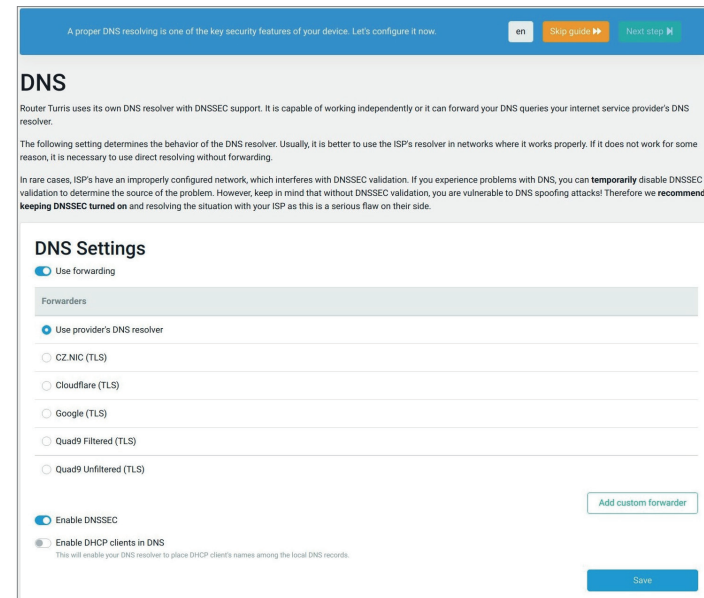 A proper DNS resolving is one of the key security features of your device. Let's configure it now.
en
Skip guide
Next step
DNS
Router Turris uses its own DNS resolver with DNSSEC support. It is capable of working independently or it can forward your DNS queries your internet service provider's DNS
resolver.
The following setting determines the behavior of the DNS resolver. Usually, it is better to use the ISP's resolver in networks where it works properly. If it does not work for some
reason, it is necessary to use direct resolving without forwarding.
In rare cases, ISP's have an improperly configured network, which interferes with DNSSEC validation. If you experience problems with DNS, you can temporarily disable DNSSEC
validation to determine the source of the problem. However, keep in mind that without DNSSEC validation, you are vulnerable to DNS spoofing attacks! Therefore we recommend
keeping DNSSEC turned on and resolving the situation with your ISP as this is a serious flaw on their side.
DNS Settings
Use forwarding
Forwarders
Use provider's DNS resolver
CZ.NIC (TLS)
Cloudflare (TLS)
Google (TLS)
Quad9 Filtered (TLS)
Quad9 Unfiltered (TLS)
Add custom forwarder
Enable DNSSEC
Enable DHCP clients in DNS
This will enable your DNS resolver to place DHCP client's names among the local DNS records.
Save